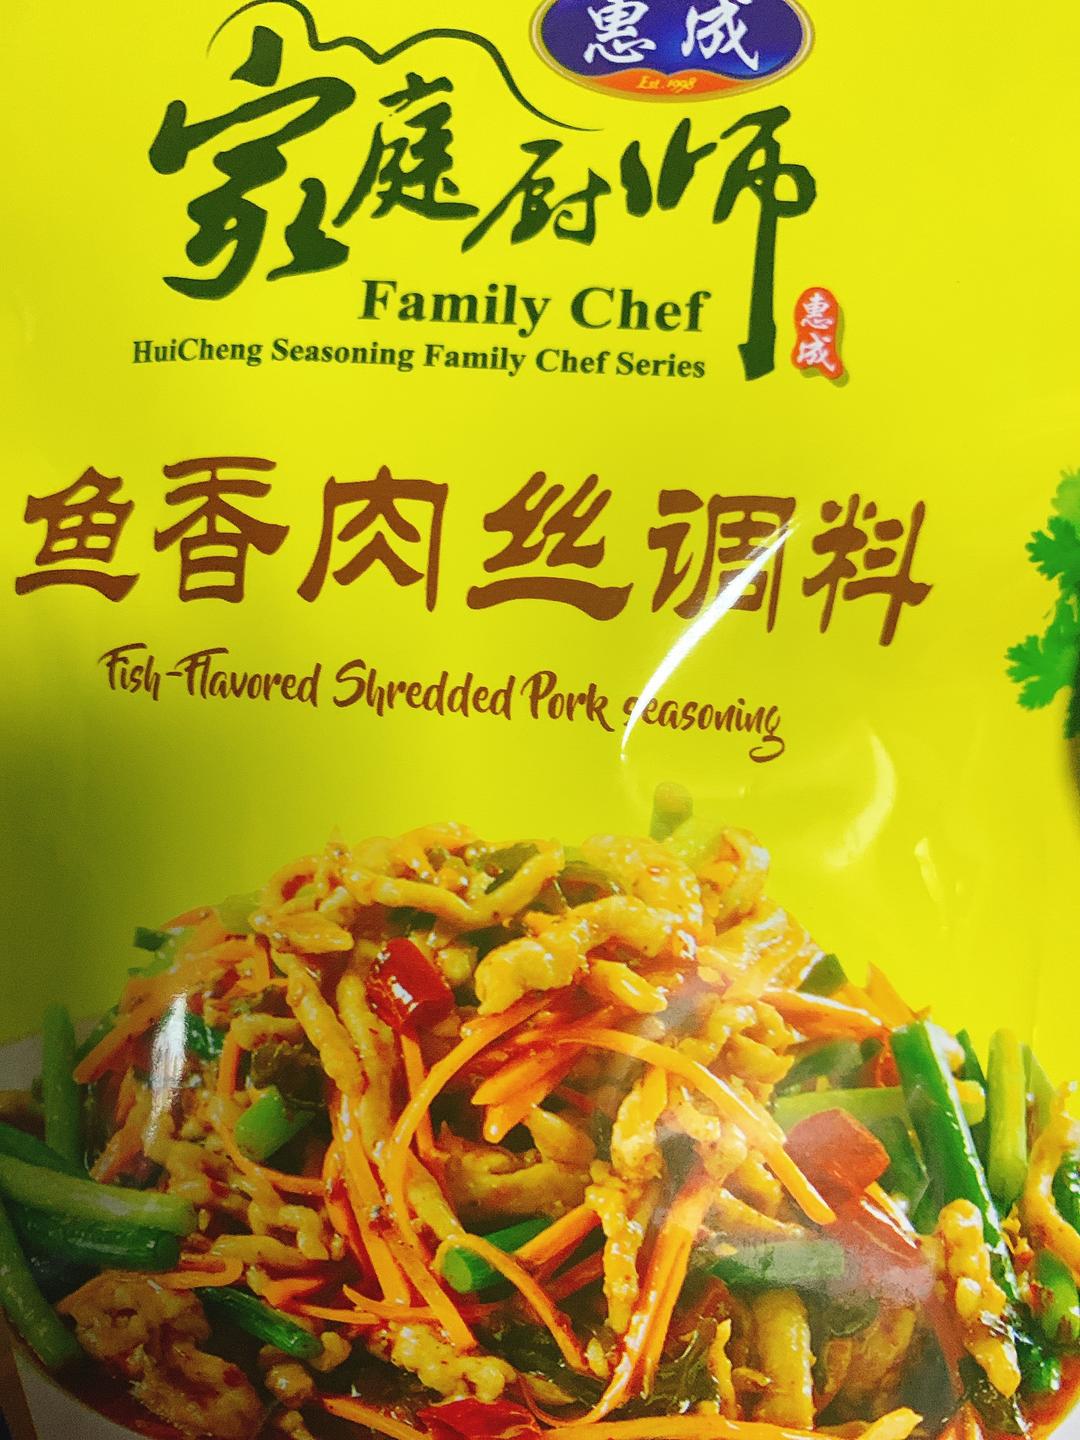 惠成
Est.1998
家庭厨师
Family Chef
HuiCheng Seasoning Family Chef Series
惠成
鱼香肉丝调料
Fish-Flavored Shredded Pork seasoning